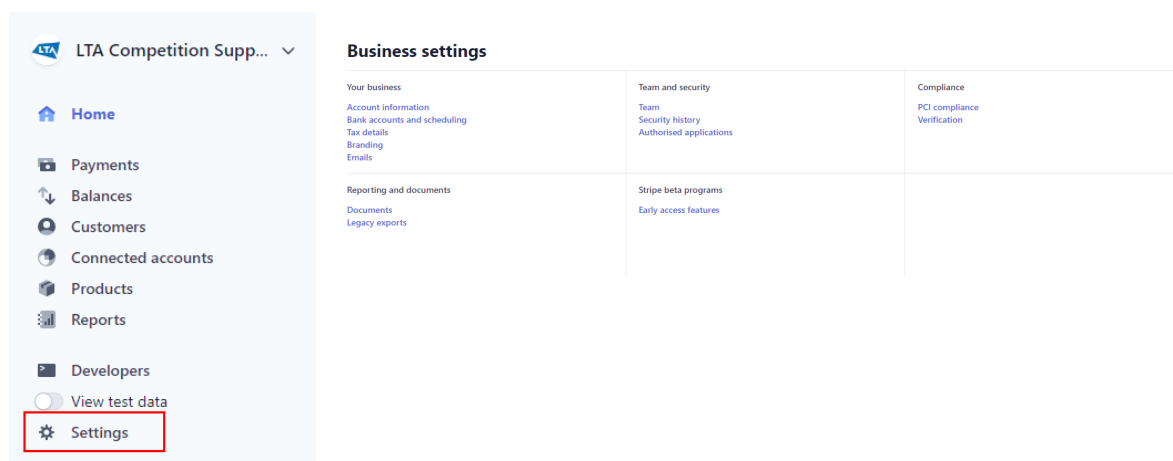 LTA
LTA Competition Supp...
Home
Payments
Balances
Customers
Connected accounts
Products
Reports
Developers
View test data
Settings
Business settings
Your business
Account information
Bank accounts and scheduling
Tax details
Branding
Emails
Team and security
Team
Security history
Authorised applications
Compliance
PCI compliance
Verification
Reporting and documents
Documents
Legacy exports
Stripe beta programs
Early access features